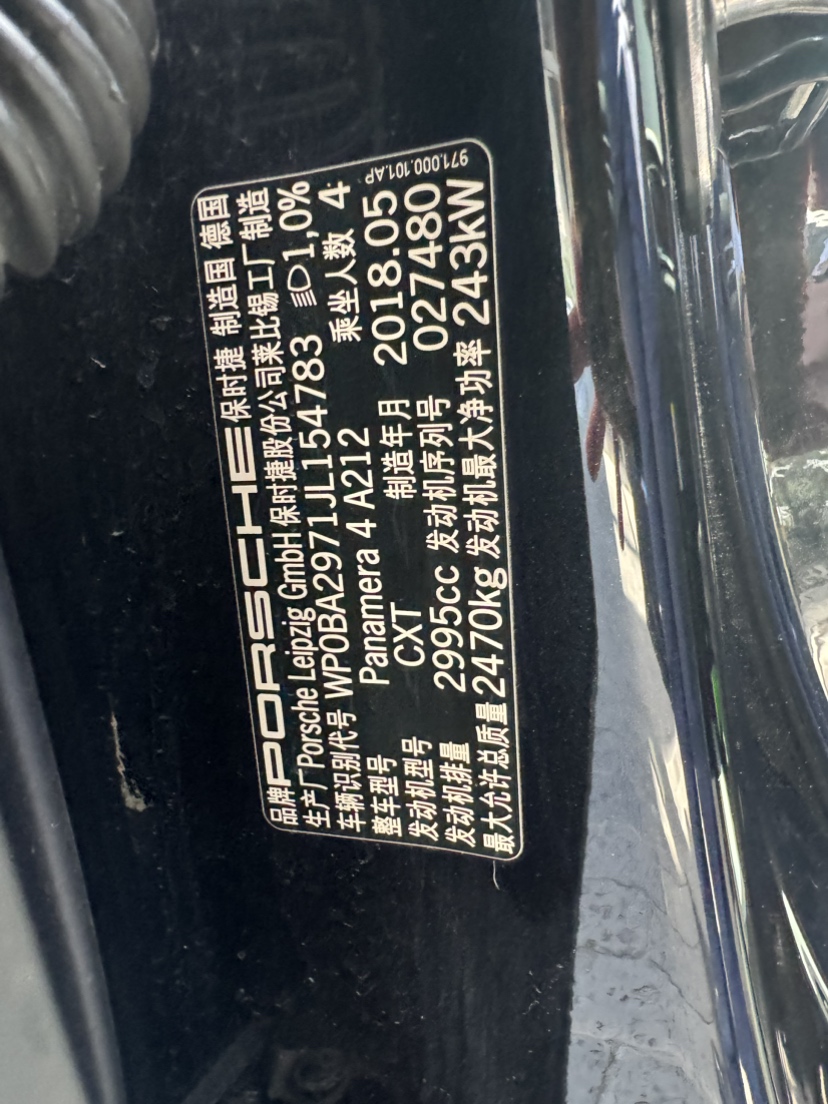 品牌 PORSCHE 保时捷 制造国 德国
生产厂 Porsche Leipzig GmbH 保时捷股份公司莱比锡工厂制造
车辆识别代号 WP0BA2971JL154783 1,0%
整车型号 Panamera 4 A212 乘坐人数 4
发动机型号 CXT 制造年月 2018.05
发动机排量 2995cc 发动机序列号 027480
最大允许总质量 2470kg 发动机最大净功率 243kW
971.000.101.AP